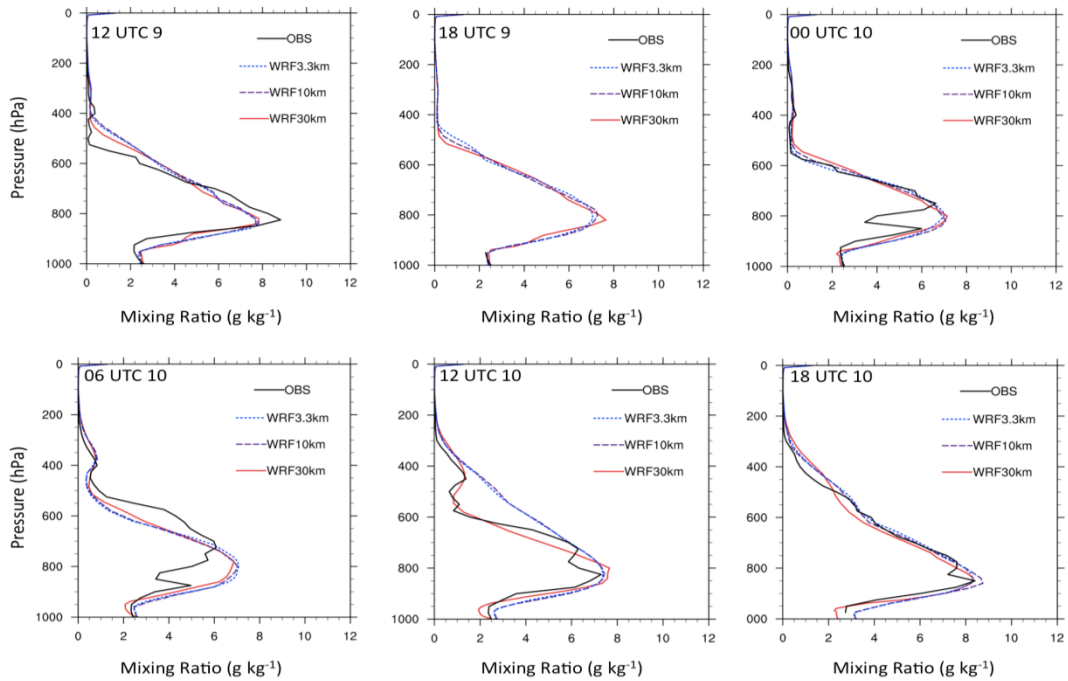 12 UTC 9
OBS
WRF3.3km
WRF10km
WRF30km
0
200
400
600
800
1000
Pressure (hPa)
0 2 4 6 8 10 12
Mixing Ratio (g kg⁻¹)
18 UTC 9
OBS
WRF3.3km
WRF10km
WRF30km
0
200
400
600
800
1000
0 2 4 6 8 10 12
Mixing Ratio (g kg⁻¹)
00 UTC 10
OBS
WRF3.3km
WRF10km
WRF30km
0
200
400
600
800
1000
0 2 4 6 8 10 12
Mixing Ratio (g kg⁻¹)
06 UTC 10
OBS
WRF3.3km
WRF10km
WRF30km
0
200
400
600
800
1000
Pressure (hPa)
0 2 4 6 8 10 12
Mixing Ratio (g kg⁻¹)
12 UTC 10
OBS
WRF3.3km
WRF10km
WRF30km
0
200
400
600
800
1000
0 2 4 6 8 10 12
Mixing Ratio (g kg⁻¹)
18 UTC 10
OBS
WRF3.3km
WRF10km
WRF30km
0
200
400
600
800
000
0 2 4 6 8 10 12
Mixing Ratio (g kg⁻¹)